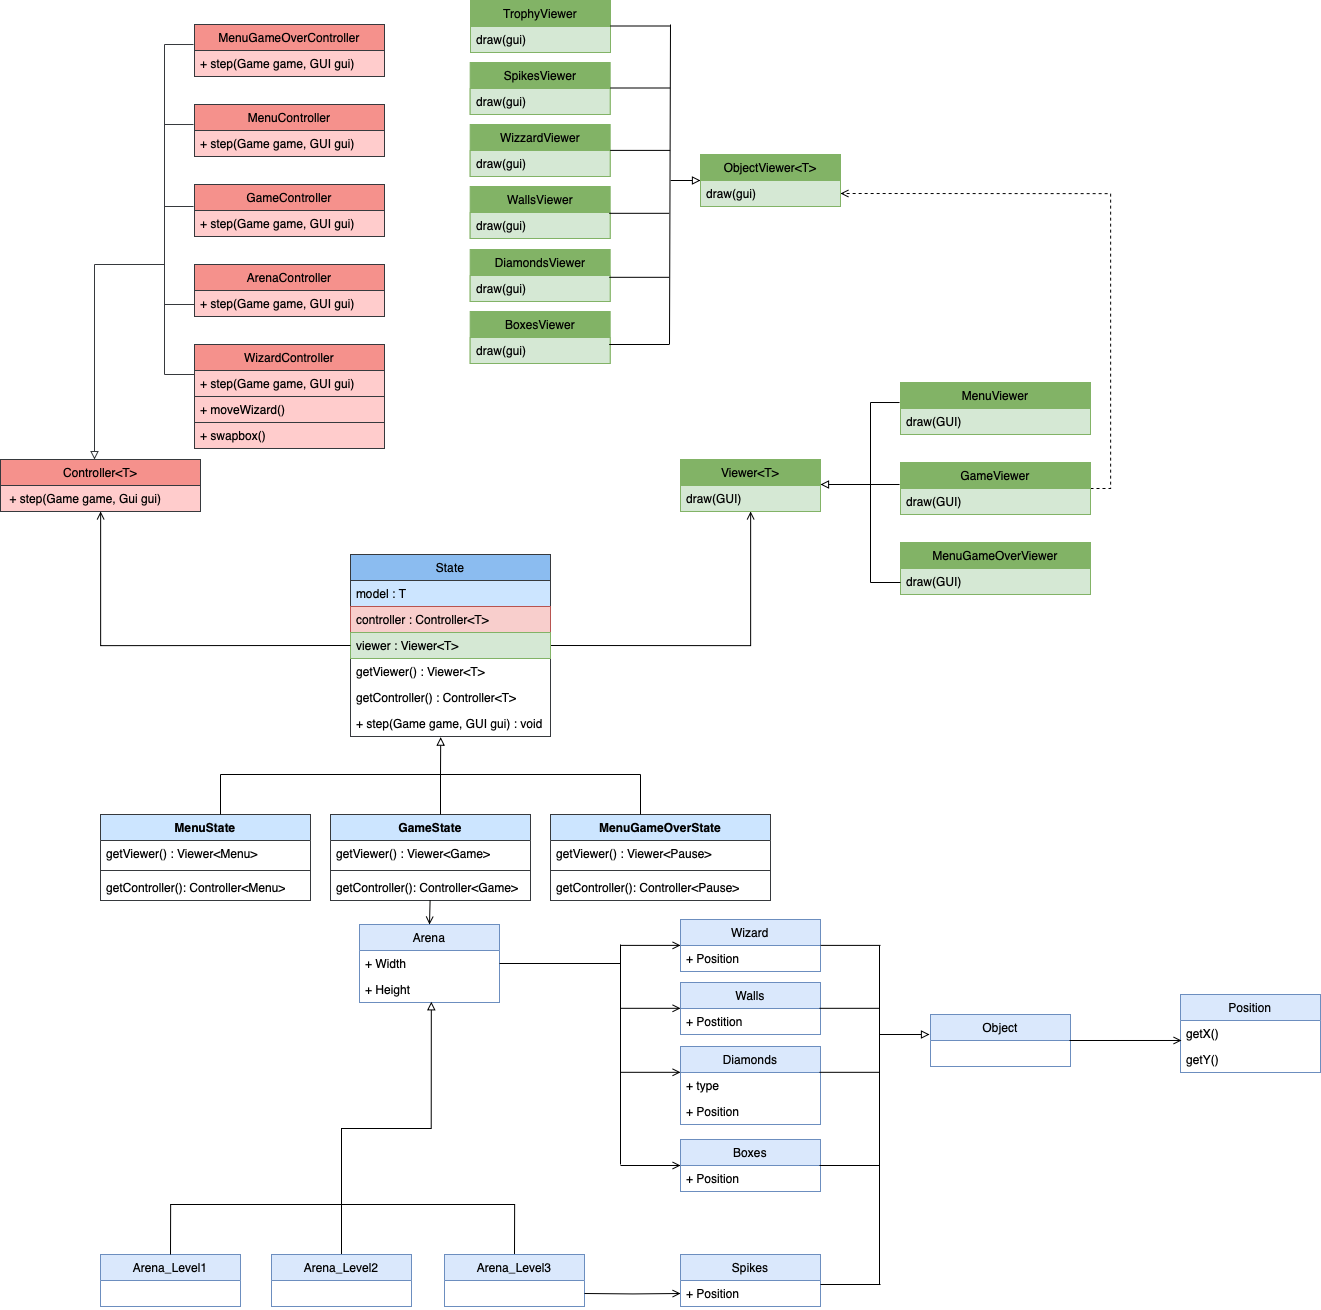 MenuGameOverController
+ step(Game game, GUI gui)
MenuController
+ step(Game game, GUI gui)
GameController
+ step(Game game, GUI gui)
ArenaController
+ step(Game game, GUI gui)
WizardController
+ step(Game game, GUI gui)
+ moveWizard()
+ swapbox()
Controller<T>
+ step(Game game, Gui gui)
TrophyViewer
draw(gui)
SpikesViewer
draw(gui)
WizzardViewer
draw(gui)
WallsViewer
draw(gui)
DiamondsViewer
draw(gui)
BoxesViewer
draw(gui)
ObjectViewer<T>
draw(gui)
MenuViewer
draw(GUI)
GameViewer
draw(GUI)
MenuGameOverViewer
draw(GUI)
Viewer<T>
draw(GUI)
State
model : T
controller : Controller<T>
viewer : Viewer<T>
getViewer() : Viewer<T>
getController() : Controller<T>
+ step(Game game, GUI gui) : void
MenuState
getViewer() : Viewer<Menu>
getController(): Controller<Menu>
GameState
getViewer() : Viewer<Game>
getController(): Controller<Game>
MenuGameOverState
getViewer() : Viewer<Pause>
getController(): Controller<Pause>
Arena
+ Width
+ Height
Wizard
+ Position
Walls
+ Postition
Diamonds
+ type
+ Position
Boxes
+ Position
Object
Position
getX()
getY()
Arena_Level1
Arena_Level2
Arena_Level3
Spikes
+ Position